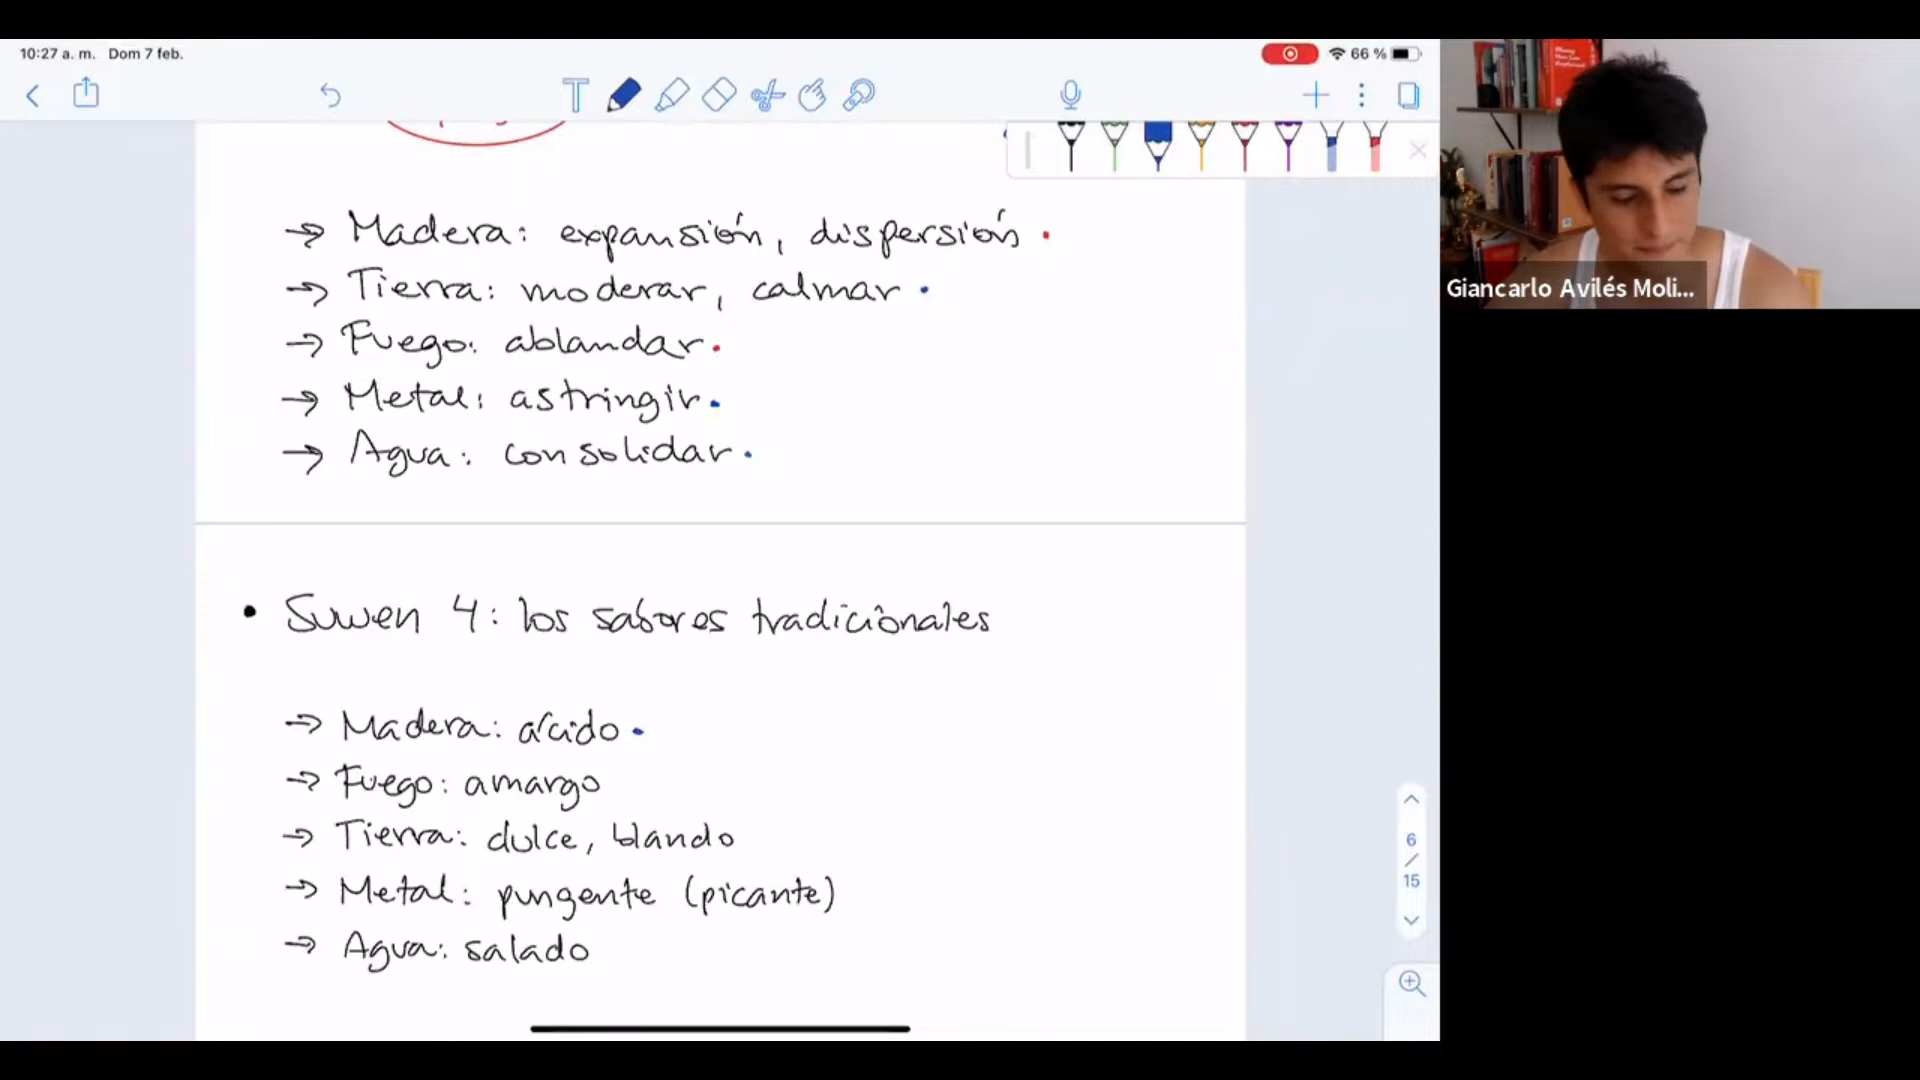 10:27 a. m. Dom 7 feb.
66 %
T
→ Madera: expansión, dispersión.
→ Tierra: moderar, calmar.
→ Fuego: ablandar.
→ Metal: astringir.
→ Agua: consolidar.
• Suwen 4: los sabores tradicionales
→ Madera: ácido.
→ Fuego: amargo
→ Tierra: dulce, blando
→ Metal: pungente (picante)
→ Agua: salado
6
/
15
Giancarlo Avilés Moli...